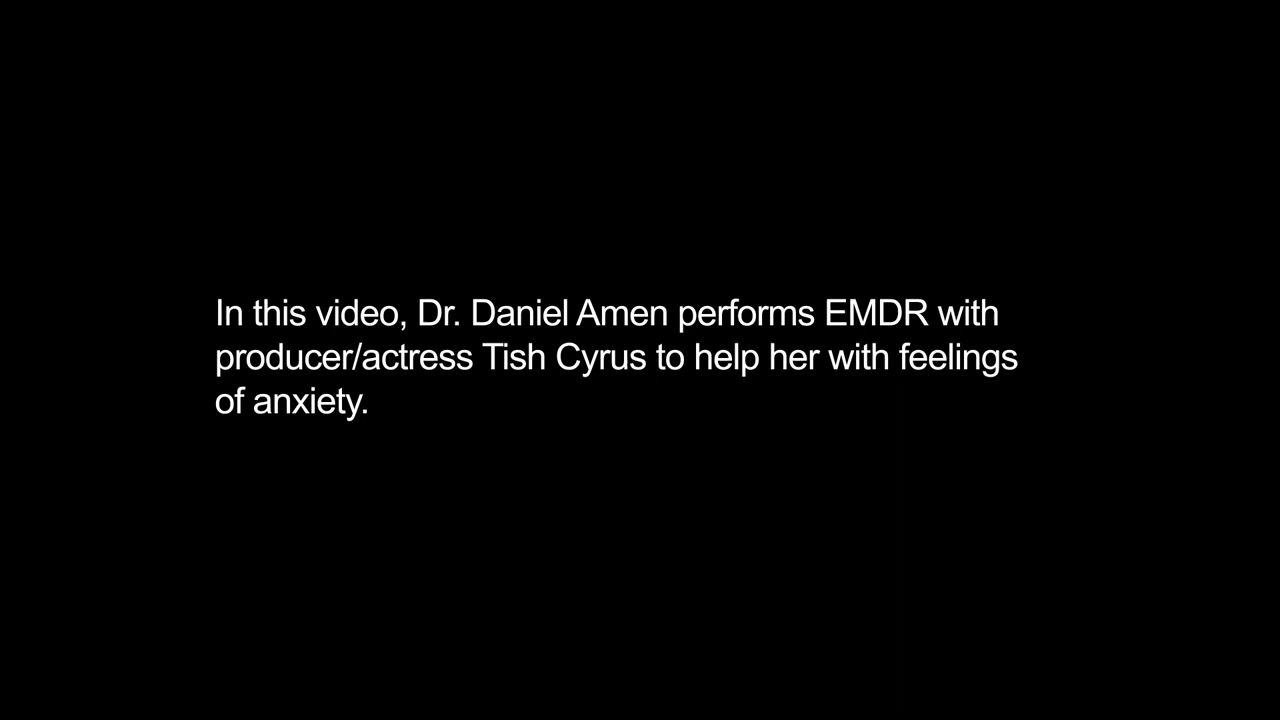 In this video, Dr. Daniel Amen performs EMDR with
producer/actress Tish Cyrus to help her with feelings
of anxiety.